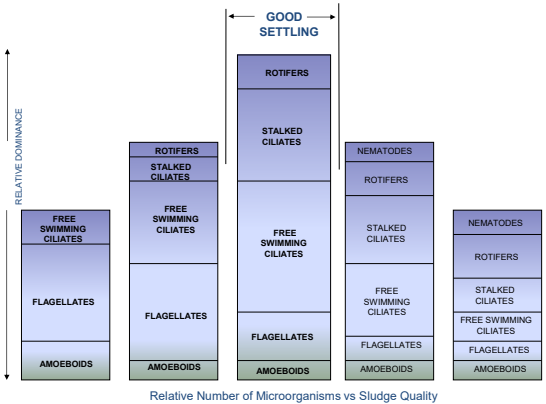 GOOD
SETTLING
RELATIVE DOMINANCE
FREE
SWIMMING
CILIATES
FLAGELLATES
AMOEBOIDS
ROTIFERS
STALKED
CILIATES
FREE
SWIMMING
CILIATES
FLAGELLATES
AMOEBOIDS
ROTIFERS
STALKED
CILIATES
FREE
SWIMMING
CILIATES
FLAGELLATES
AMOEBOIDS
NEMATODES
ROTIFERS
STALKED
CILIATES
FREE
SWIMMING
CILIATES
FLAGELLATES
AMOEBOIDS
NEMATODES
ROTIFERS
STALKED
CILIATES
FREE SWIMMING
CILIATES
FLAGELLATES
AMOEBOIDS
Relative Number of Microorganisms vs Sludge Quality